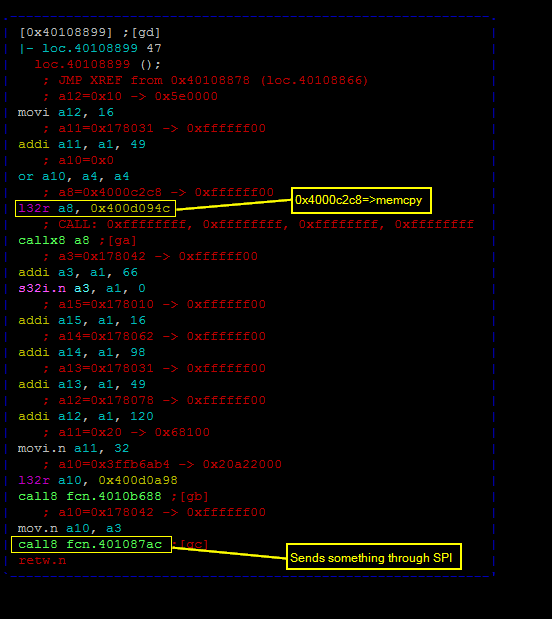 [0x40108899] ;[gd]
|- loc.40108899 47
loc.40108899 ();
; JMP XREF from 0x40108878 (loc.40108866)
; a12=0x10 -> 0x5e0000
movi a12, 16
; a11=0x178031 -> 0xffffff00
addi a11, a1, 49
; a10=0x0
or a10, a4, a4
; a8=0x4000c2c8 -> 0xffffff00
l32r a8, 0x400d094c
0x4000c2c8=>memcpy
; CALL: 0xffffffff, 0xffffffff, 0xffffffff, 0xffffffff
callx8 a8 ;[ga]
; a3=0x178042 -> 0xffffff00
addi a3, a1, 66
s32i.n a3, a1, 0
; a15=0x178010 -> 0xffffff00
addi a15, a1, 16
; a14=0x178062 -> 0xffffff00
addi a14, a1, 98
; a13=0x178031 -> 0xffffff00
addi a13, a1, 49
; a12=0x178078 -> 0xffffff00
addi a12, a1, 120
; a11=0x20 -> 0x68100
movi.n a11, 32
; a10=0x3ffb6ab4 -> 0x20a22000
l32r a10, 0x400d0a98
call8 fcn.4010b688 ;[gb]
; a10=0x178042 -> 0xffffff00
mov.n a10, a3
call8 fcn.401087ac ;[gc]
Sends something through SPI
retw.n